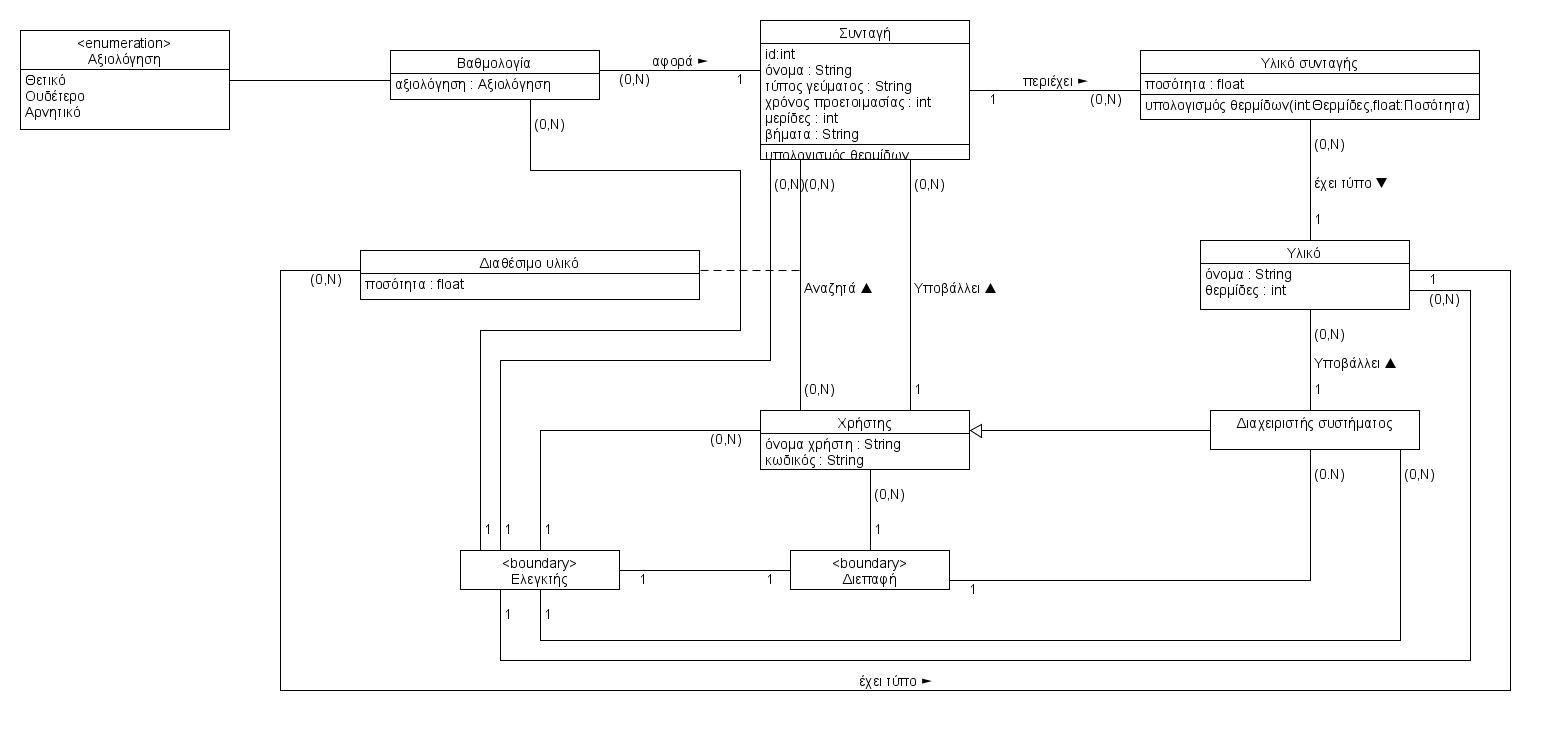 <enumeration>
Αξιολόγηση
Θετικό
Ουδέτερο
Αρνητικό
Βαθμολογία
αξιολόγηση : Αξιολόγηση
αφορά ►
(0,N)
1
Συνταγή
id:int
όνομα : String
τύπος γεύματος : String
χρόνος προετοιμασίας : int
μερίδες : int
βήματα : String
υπολογισμός θερμίδων
περιέχει ►
1
(0,N)
Υλικό συνταγής
ποσότητα : float
υπολογισμός θερμίδων(int:Θερμίδες,float:Ποσότητα)
(0,N)
(0,N)
έχει τύπο ▼
1
(0,N)
(0,N)
(0,N)
Διαθέσιμο υλικό
ποσότητα : float
(0,N)
Αναζητά ▲
Υποβάλλει ▲
Υλικό
όνομα : String
θερμίδες : int
1
(0,N)
(0,N)
Υποβάλλει ▲
1
(0,N)
1
Χρήστης
όνομα χρήστη : String
κωδικός : String
(0,N)
Διαχειριστής συστήματος
(0,N)
(0.N)
(0,N)
1
1
1
1
<boundary>
Ελεγκτής
1
1
<boundary>
Διεπαφή
1
1
1
έχει τύπο ►